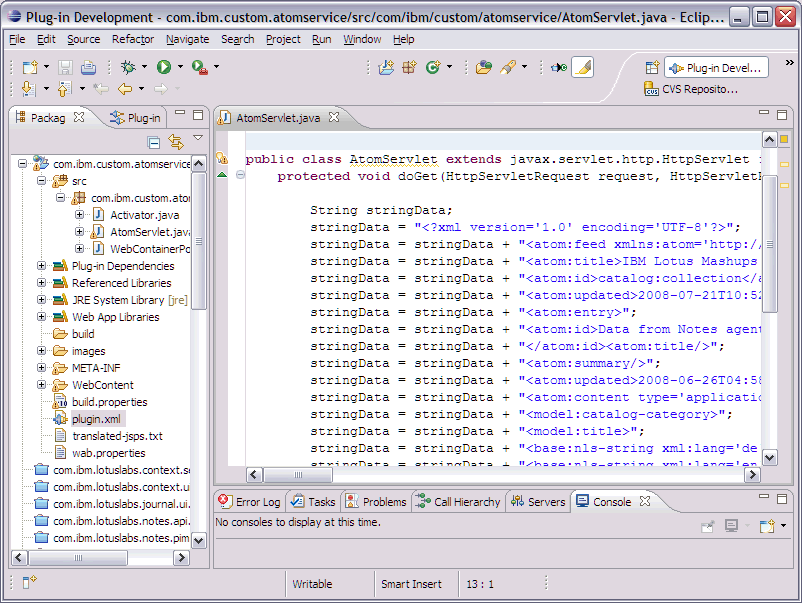 Plug-in Development - com.ibm.custom.atomservice/src/com/ibm/custom/atomservice/AtomServlet.java - Eclip...
File Edit Source Refactor Navigate Search Project Run Window Help
Plug-in Devel...
CVS Reposito...
Packag
Plug-in
com.ibm.custom.atomservice
src
com.ibm.custom.ator
Activator.java
AtomServlet.java
WebContainerPo
Plug-in Dependencies
Referenced Libraries
JRE System Library [jre]
Web App Libraries
build
images
META-INF
WebContent
build.properties
plugin.xml
translated-jsps.txt
wab.properties
com.ibm.lotuslabs.context.se
com.ibm.lotuslabs.context.u
com.ibm.lotuslabs.journal.ui.
com.ibm.lotuslabs.notes.api.
com.ibm.lotuslabs.notes.pim
AtomServlet.java
public class AtomServlet extends javax.servlet.http.HttpServlet i
protected void doGet(HttpServletRequest request, HttpServletR
String stringData;
stringData = "<?xml version='1.0' encoding='UTF-8'?>";
stringData = stringData + "<atom:feed xmlns:atom='http://
stringData = stringData + "<atom:title>IBM Lotus Mashups
stringData = stringData + "<atom:id>catalog:collection</a
stringData = stringData + "<atom:updated>2008-07-21T10:52
stringData = stringData + "<atom:entry>";
stringData = stringData + "<atom:id>Data from Notes agent
stringData = stringData + "</atom:id><atom:title/>";
stringData = stringData + "<atom:summary/>";
stringData = stringData + "<atom:updated>2008-06-26T04:58
stringData = stringData + "<atom:content type='applicatio
stringData = stringData + "<model:catalog-category>";
stringData = stringData + "<model:title>";
stringData = stringData + "<base:nls-string xml:lang='de
stringData = stringData + "<base:nls-string xml:lang='en
Error Log Tasks Problems Call Hierarchy Servers Console
No consoles to display at this time.
Writable Smart Insert 13 : 1